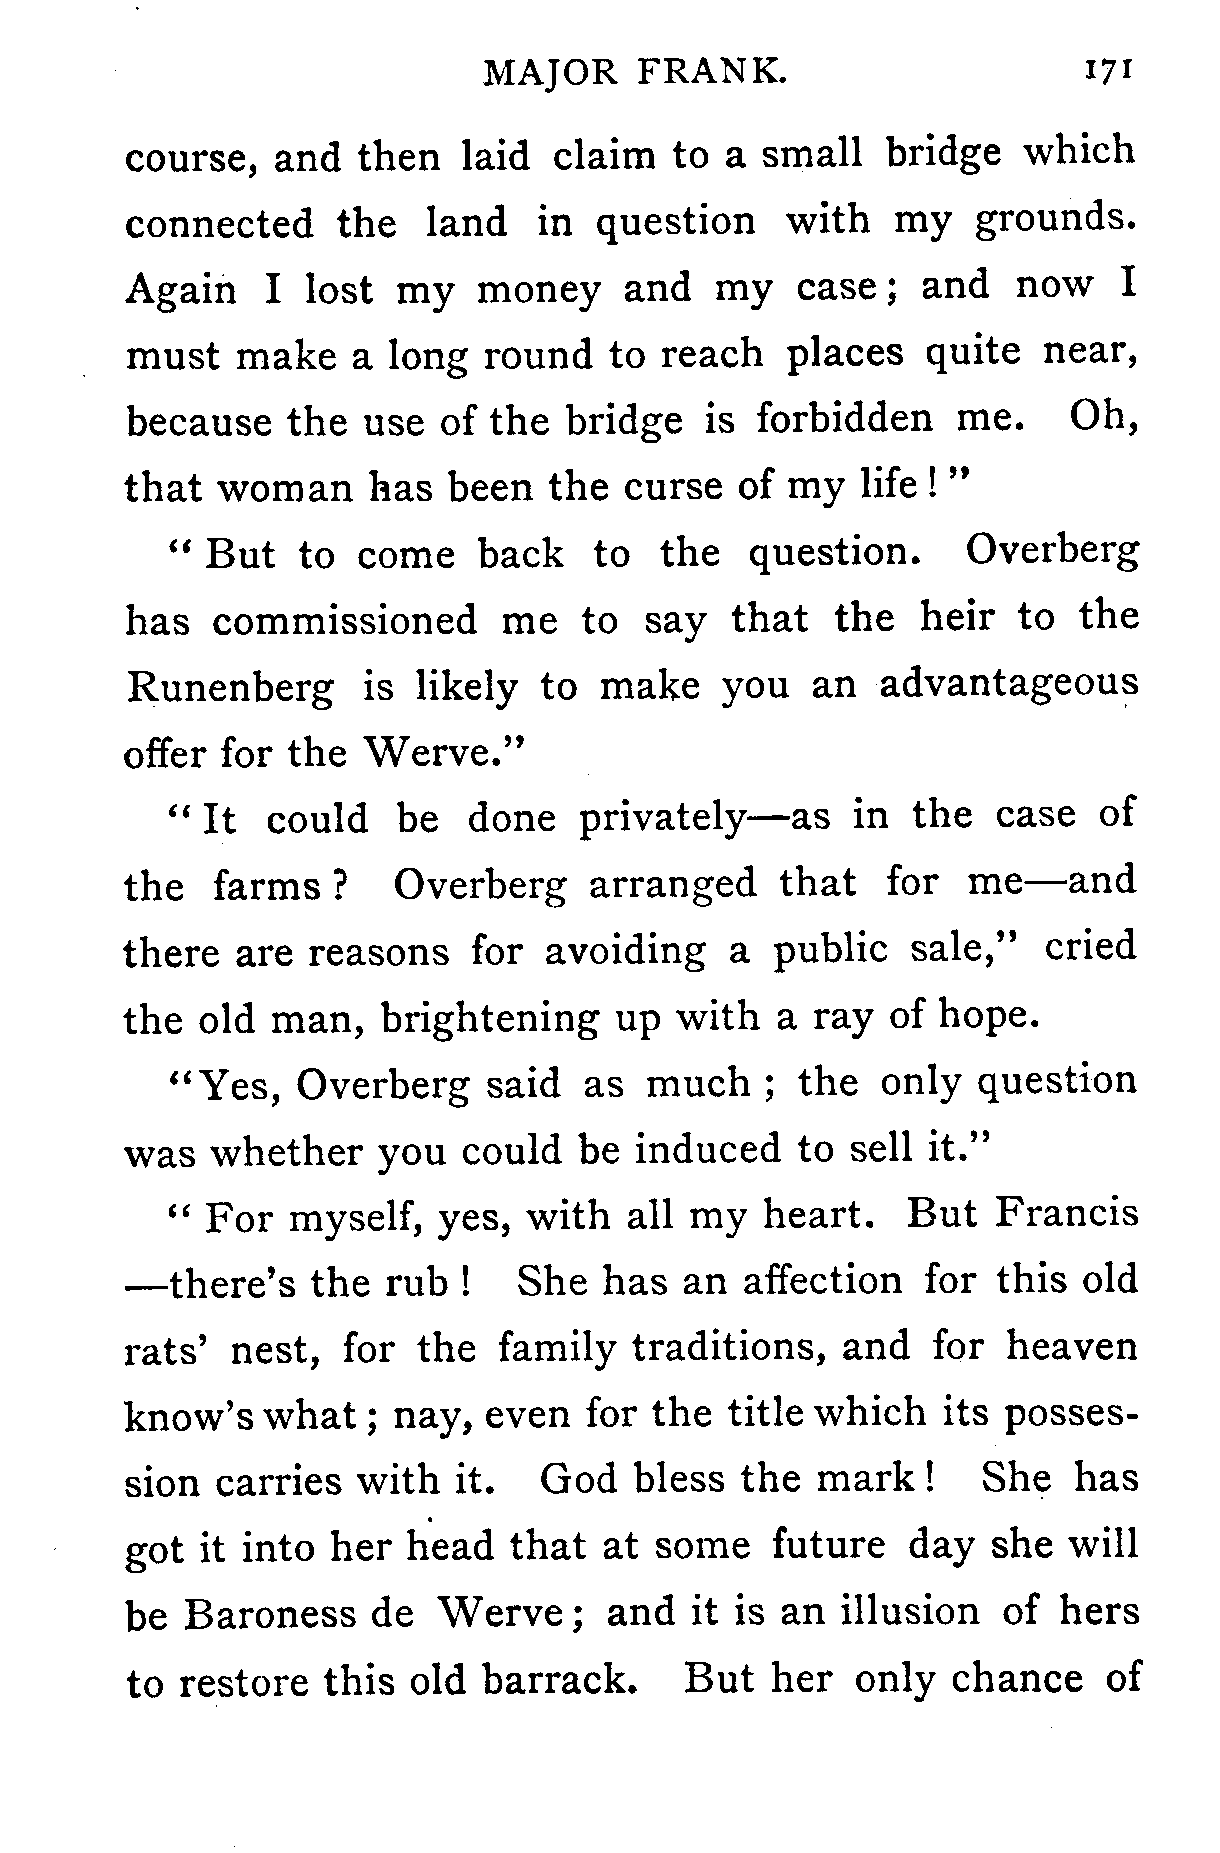 MAJOR FRANK. 171
course, and then laid claim to a small bridge which
connected the land in question with my grounds.
Again I lost my money and my case; and now I
must make a long round to reach places quite near,
because the use of the bridge is forbidden me. Oh,
that woman has been the curse of my life!"
"But to come back to the question. Overberg
has commissioned me to say that the heir to the
Runenberg is likely to make you an advantageous
offer for the Werve."
"It could be done privately—as in the case of
the farms? Overberg arranged that for me—and
there are reasons for avoiding a public sale," cried
the old man, brightening up with a ray of hope.
"Yes, Overberg said as much; the only question
was whether you could be induced to sell it."
"For myself, yes, with all my heart. But Francis
—there's the rub! She has an affection for this old
rats' nest, for the family traditions, and for heaven
know's what; nay, even for the title which its posses-
sion carries with it. God bless the mark! She has
got it into her head that at some future day she will
be Baroness de Werve; and it is an illusion of hers
to restore this old barrack. But her only chance of